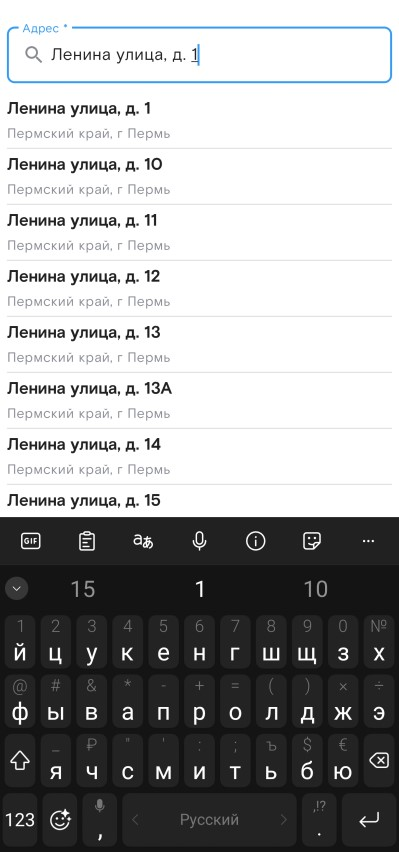 Адрес *
Ленина улица, д. 1
Ленина улица, д. 1
Пермский край, г Пермь
Ленина улица, д. 10
Пермский край, г Пермь
Ленина улица, д. 11
Пермский край, г Пермь
Ленина улица, д. 12
Пермский край, г Пермь
Ленина улица, д. 13
Пермский край, г Пермь
Ленина улица, д. 13А
Пермский край, г Пермь
Ленина улица, д. 14
Пермский край, г Пермь
Ленина улица, д. 15
GIF aあ ...
15 1 10
1 2 3 4 5 6 7 8 9 0 №
й ц у к е н г ш щ з х
@ # & * - + = ( ) × ÷
ф ы в а п р о л д ж э
_ ₽ " ' : ; ъ $ €
я ч с м и т ь б ю
123 , Русский ,!? .